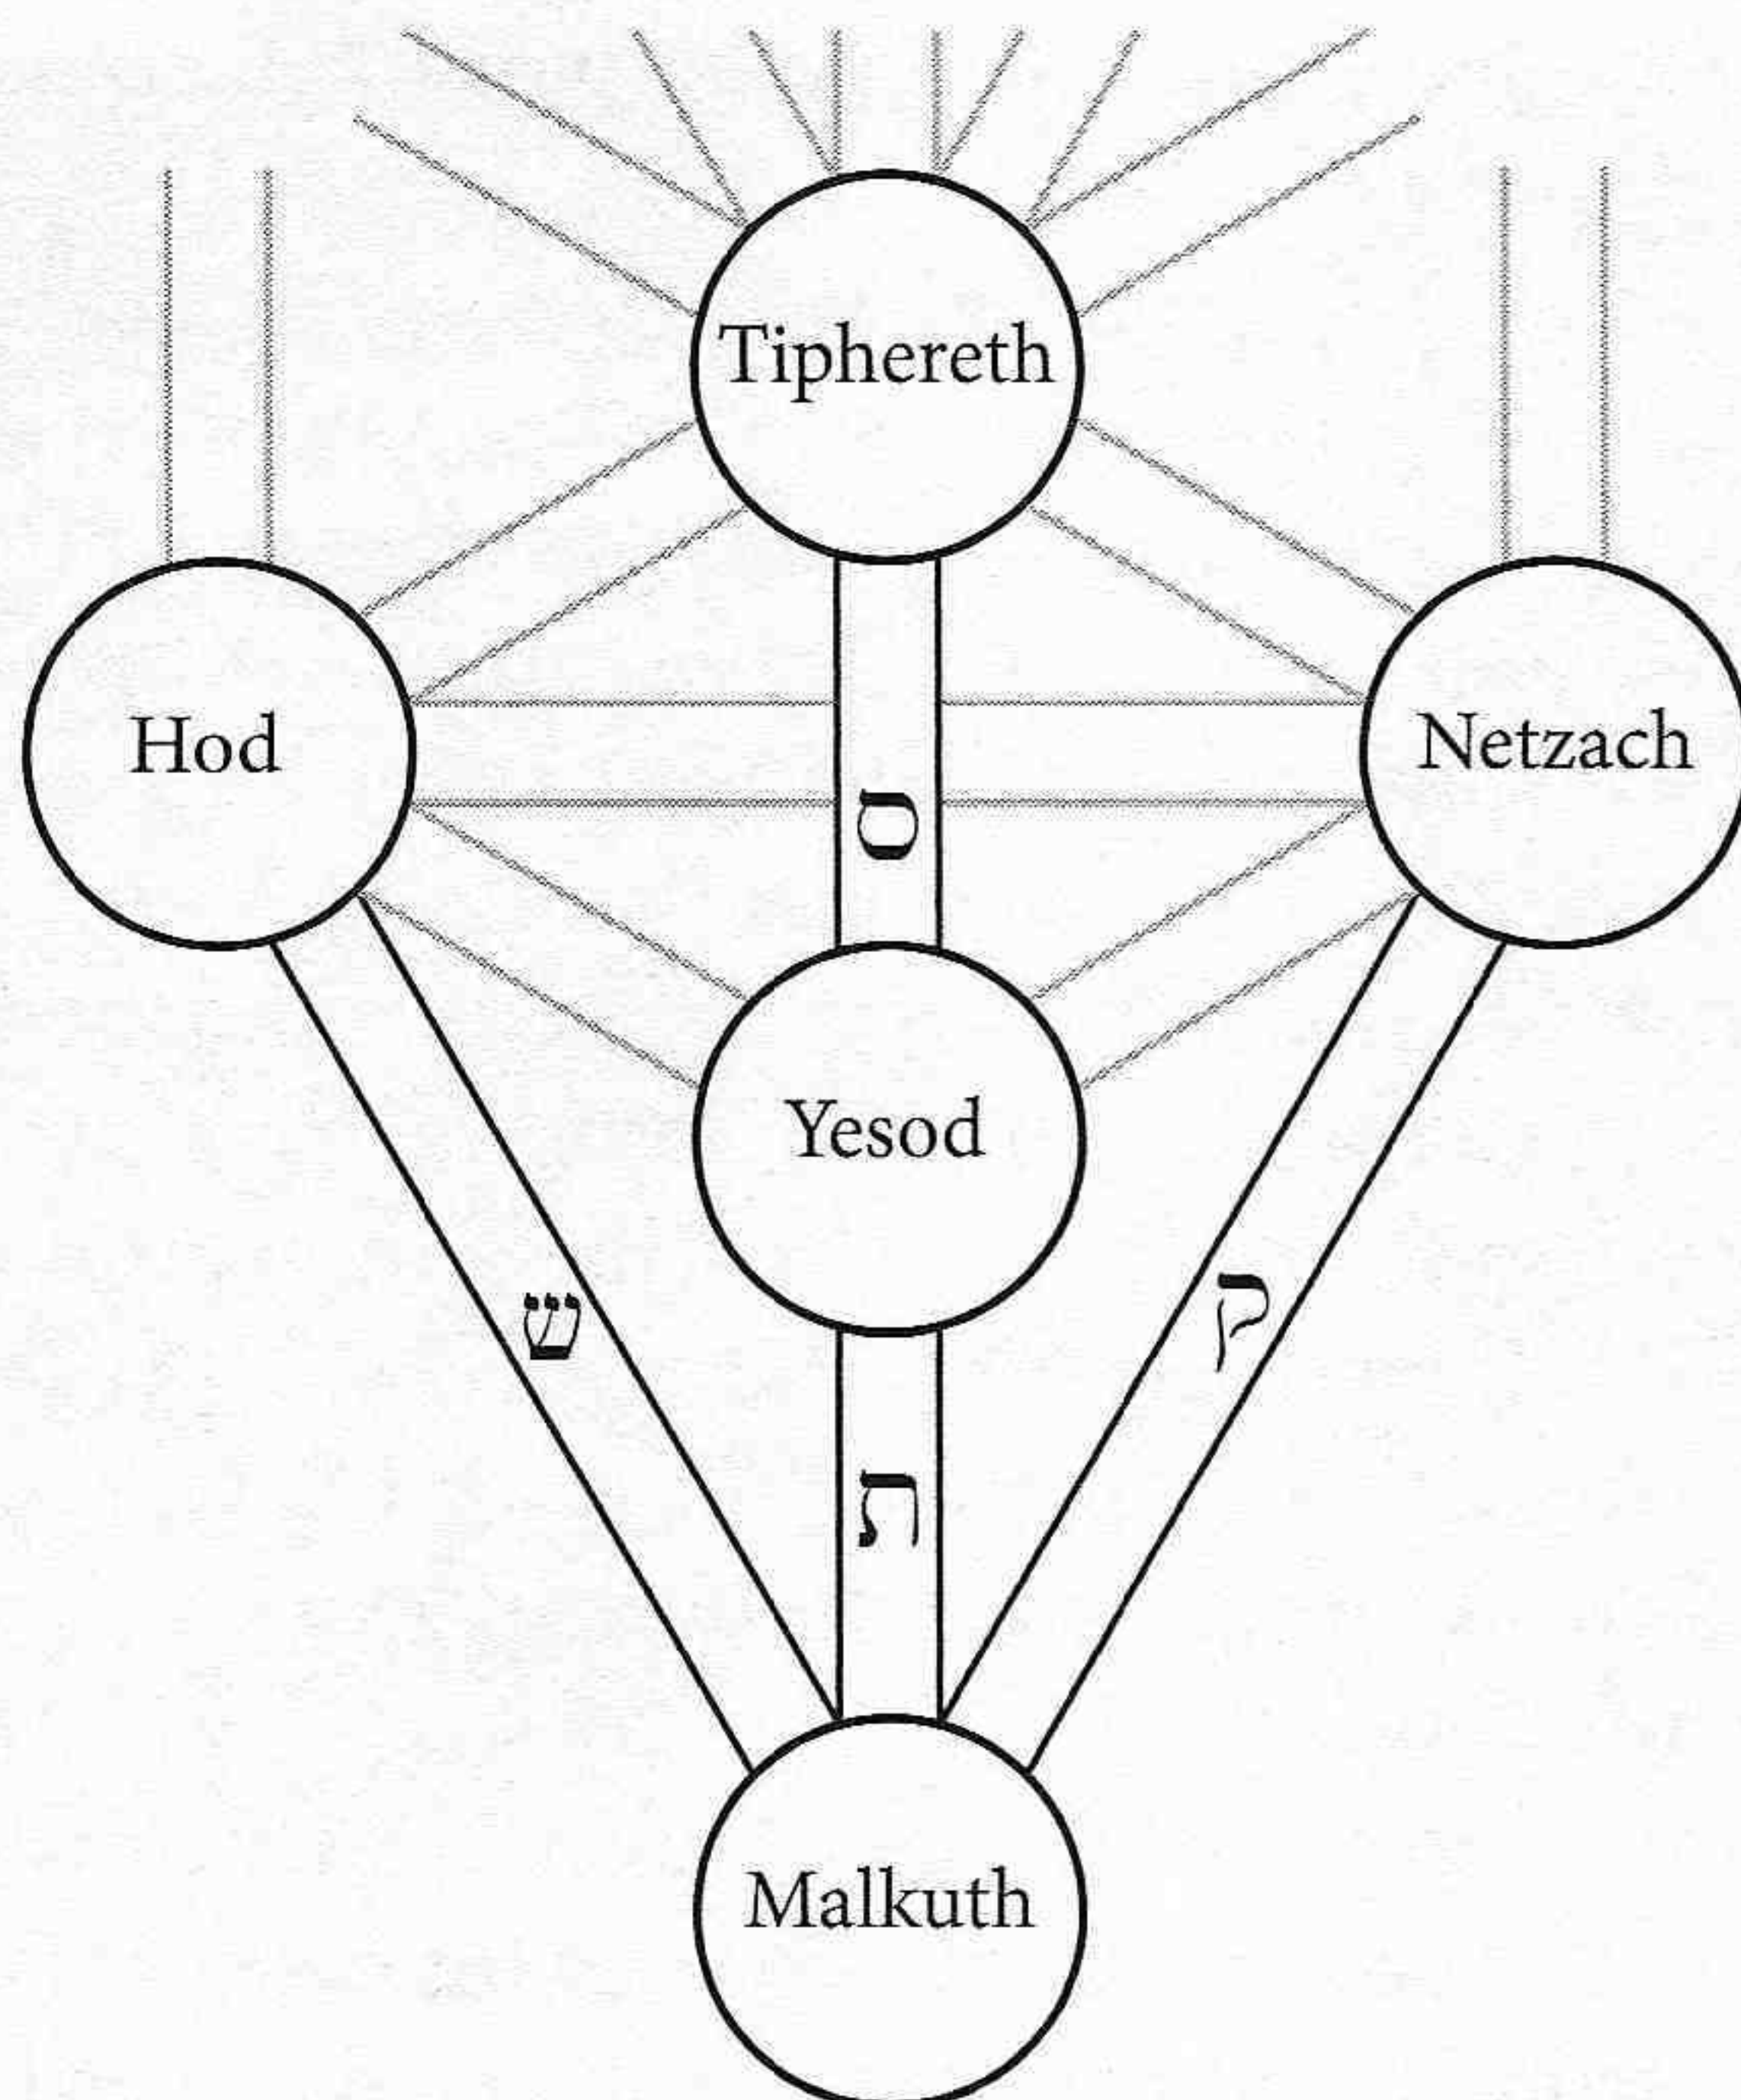 Tiphereth
Hod
Netzach
ס
Yesod
ש
ק
ת
Malkuth